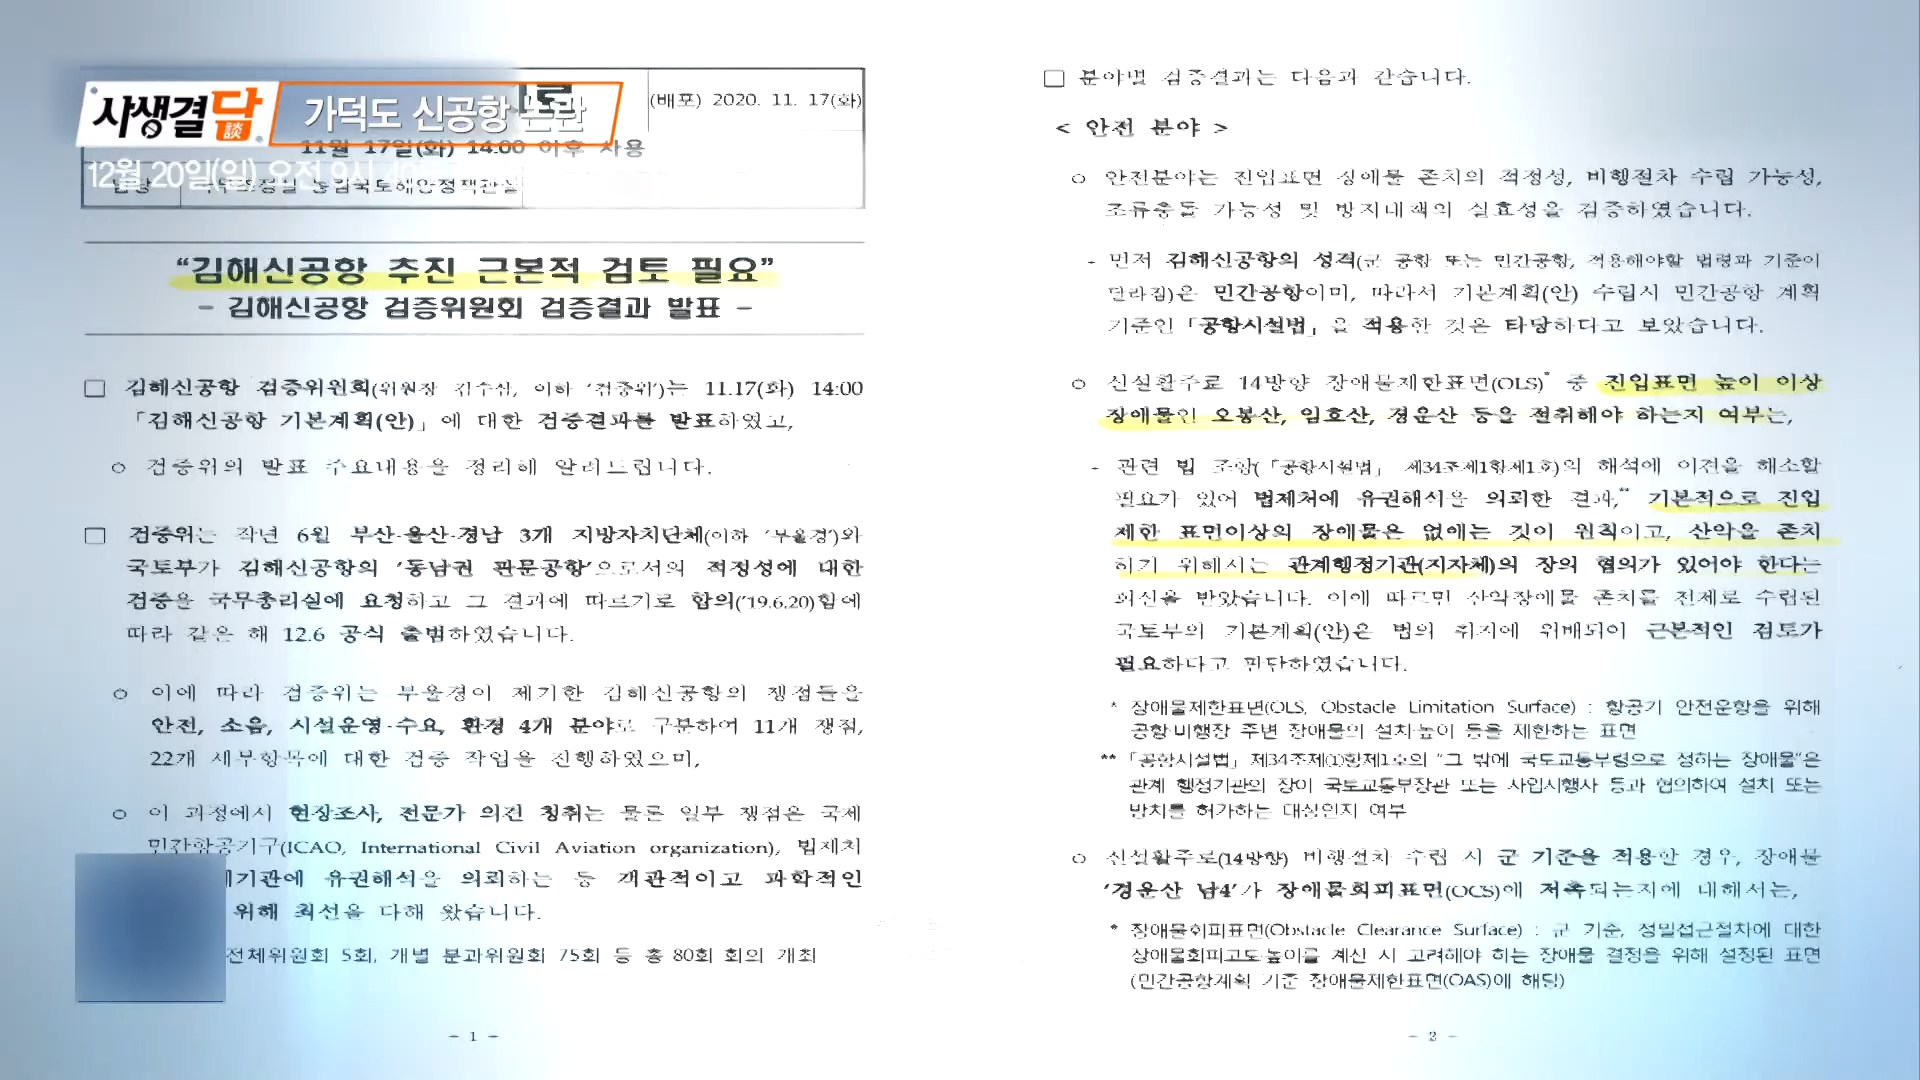 사생결담談
가덕도 신공항 논란
12월 20일(일) 오전 9시
(배포) 2020. 11. 17(화)
11월 17일(화) 14:00 이후 사용
농림국토해양정책관실
“김해신공항 추진 근본적 검토 필요”
- 김해신공항 검증위원회 검증결과 발표 -
□ 김해신공항 검증위원회(위원장 김수삼, 이하 ‘검증위’)는 11.17(화) 14:00
「김해신공항 기본계획(안)」에 대한 검증결과를 발표하였고,
○ 검증위의 발표 주요내용을 정리해 알려드립니다.
□ 검증위는 작년 6월 부산·울산·경남 3개 지방자치단체(이하 ‘부울경’)와
국토부가 김해신공항의 ‘동남권 관문공항’으로서의 적정성에 대한
검증을 국무총리실에 요청하고 그 결과에 따르기로 합의(’19.6.20)함에
따라 같은 해 12.6 공식 출범하였습니다.
○ 이에 따라 검증위는 부울경이 제기한 김해신공항의 쟁점들을
안전, 소음, 시설운영·수요, 환경 4개 분야로 구분하여 11개 쟁점,
22개 세부항목에 대한 검증 작업을 진행하였으며,
○ 이 과정에서 현장조사, 전문가 의견 청취는 물론 일부 쟁점은 국제
민간항공기구(ICAO, International Civil Aviation organization), 법제처
기관에 유권해석을 의뢰하는 등 객관적이고 과학적인
위해 최선을 다해 왔습니다.
전체위원회 5회, 개별 분과위원회 75회 등 총 80회 회의 개최
- 1 -
□ 분야별 검증결과는 다음과 같습니다.
< 안전 분야 >
○ 안전분야는 진입표면 장애물 존치의 적정성, 비행절차 수립 가능성,
조류충돌 가능성 및 방지대책의 실효성을 검증하였습니다.
- 먼저 김해신공항의 성격(군 공항 또는 민간공항, 적용해야할 법령과 기준이
달라짐)은 민간공항이며, 따라서 기본계획(안) 수립시 민간공항 계획
기준인「공항시설법」을 적용한 것은 타당하다고 보았습니다.
○ 신설활주로 14방향 장애물제한표면(OLS)* 중 진입표면 높이 이상
장애물인 오봉산, 임호산, 경운산 등을 절취해야 하는지 여부는,
- 관련 법 조항(「공항시설법」 제34조제1항제1호)의 해석에 이견을 해소할
필요가 있어 법제처에 유권해석을 의뢰한 결과,** 기본적으로 진입
제한 표면이상의 장애물은 없애는 것이 원칙이고, 산악을 존치
하기 위해서는 관계행정기관(지자체)의 장의 협의가 있어야 한다는
회신을 받았습니다. 이에 따르면 산악장애물 존치를 전제로 수립된
국토부의 기본계획(안)은 법의 취지에 위배되어 근본적인 검토가
필요하다고 판단하였습니다.
* 장애물제한표면(OLS, Obstacle Limitation Surface) : 항공기 안전운항을 위해
공항·비행장 주변 장애물의 설치·높이 등을 제한하는 표면
** 「공항시설법」 제34조제(1)항제1호의 “그 밖에 국토교통부령으로 정하는 장애물”은
관계 행정기관의 장이 국토교통부장관 또는 사업시행사 등과 협의하여 설치 또는
방치를 허가하는 대상인지 여부
○ 신설활주로(14방향) 비행절차 수립 시 군 기준을 적용한 경우, 장애물
‘경운산 남4’가 장애물회피표면(OCS)에 저촉되는지에 대해서는,
* 장애물회피표면(Obstacle Clearance Surface) : 군 기준, 정밀접근절차에 대한
장애물회피고도·높이를 계산 시 고려해야 하는 장애물 결정을 위해 설정된 표면
(민간공항계획 기준 장애물제한표면(OAS)에 해당)
- 2 -